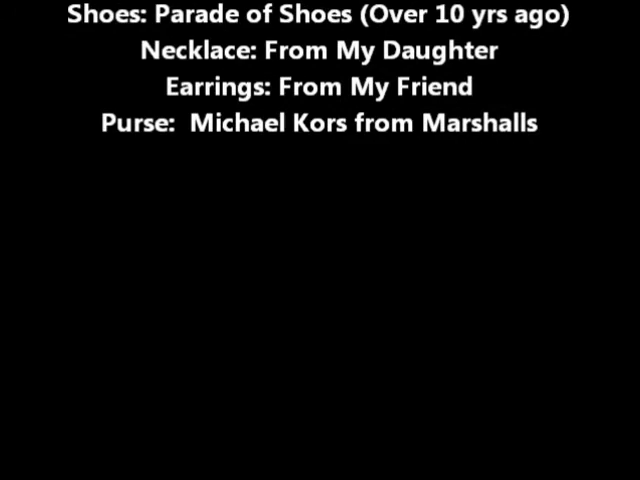 Shoes: Parade of Shoes (Over 10 yrs ago)
Necklace: From My Daughter
Earrings: From My Friend
Purse:  Michael Kors from Marshalls